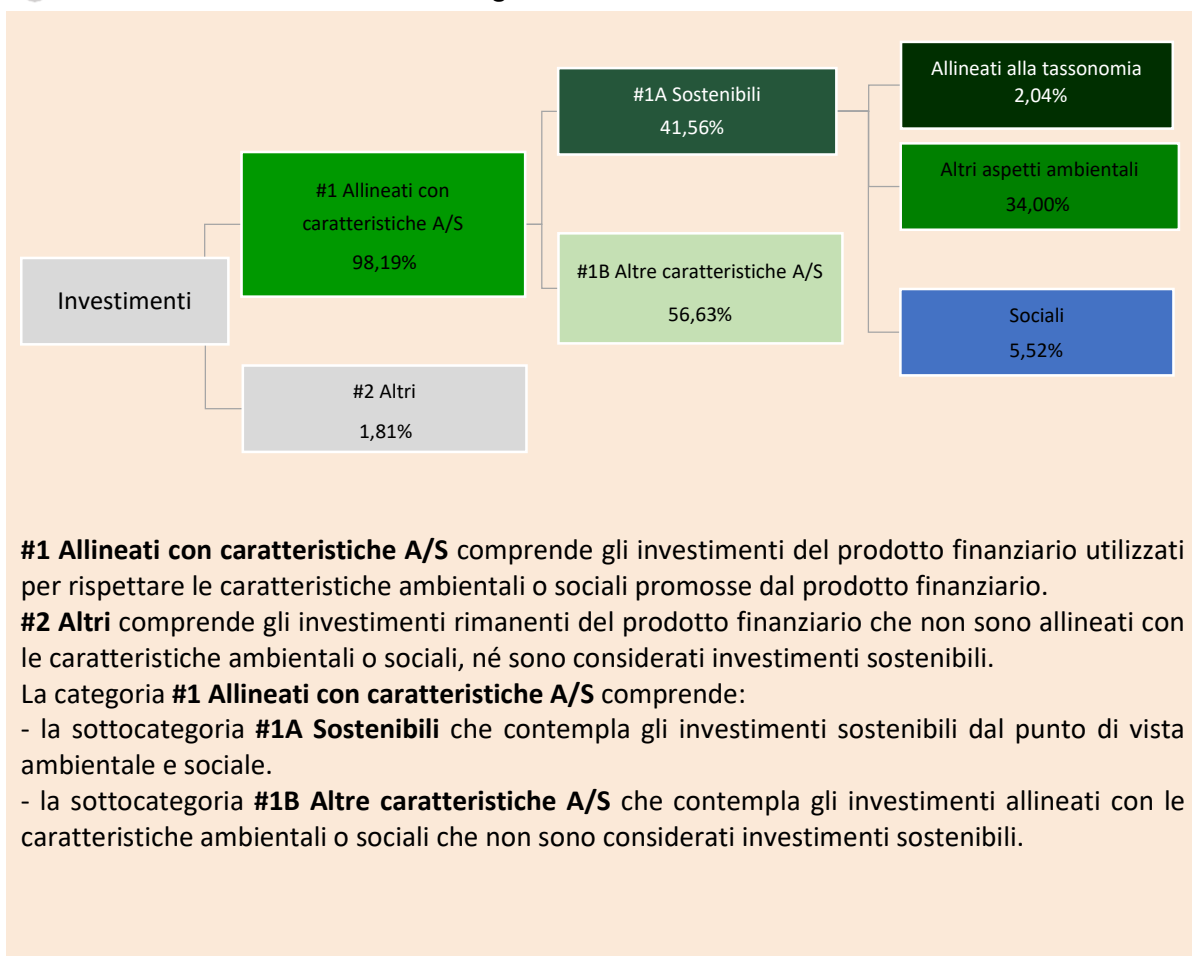 Allineati alla tassonomia
2,04%
#1A Sostenibili
41,56%
Altri aspetti ambientali
34,00%
#1 Allineati con
caratteristiche A/S
98,19%
#1B Altre caratteristiche A/S
56,63%
Investimenti
Sociali
5,52%
#2 Altri
1,81%
#1 Allineati con caratteristiche A/S comprende gli investimenti del prodotto finanziario utilizzati
per rispettare le caratteristiche ambientali o sociali promosse dal prodotto finanziario.
#2 Altri comprende gli investimenti rimanenti del prodotto finanziario che non sono allineati con
le caratteristiche ambientali o sociali, né sono considerati investimenti sostenibili.
La categoria #1 Allineati con caratteristiche A/S comprende:
- la sottocategoria #1A Sostenibili che contempla gli investimenti sostenibili dal punto di vista
ambientale e sociale.
- la sottocategoria #1B Altre caratteristiche A/S che contempla gli investimenti allineati con le
caratteristiche ambientali o sociali che non sono considerati investimenti sostenibili.